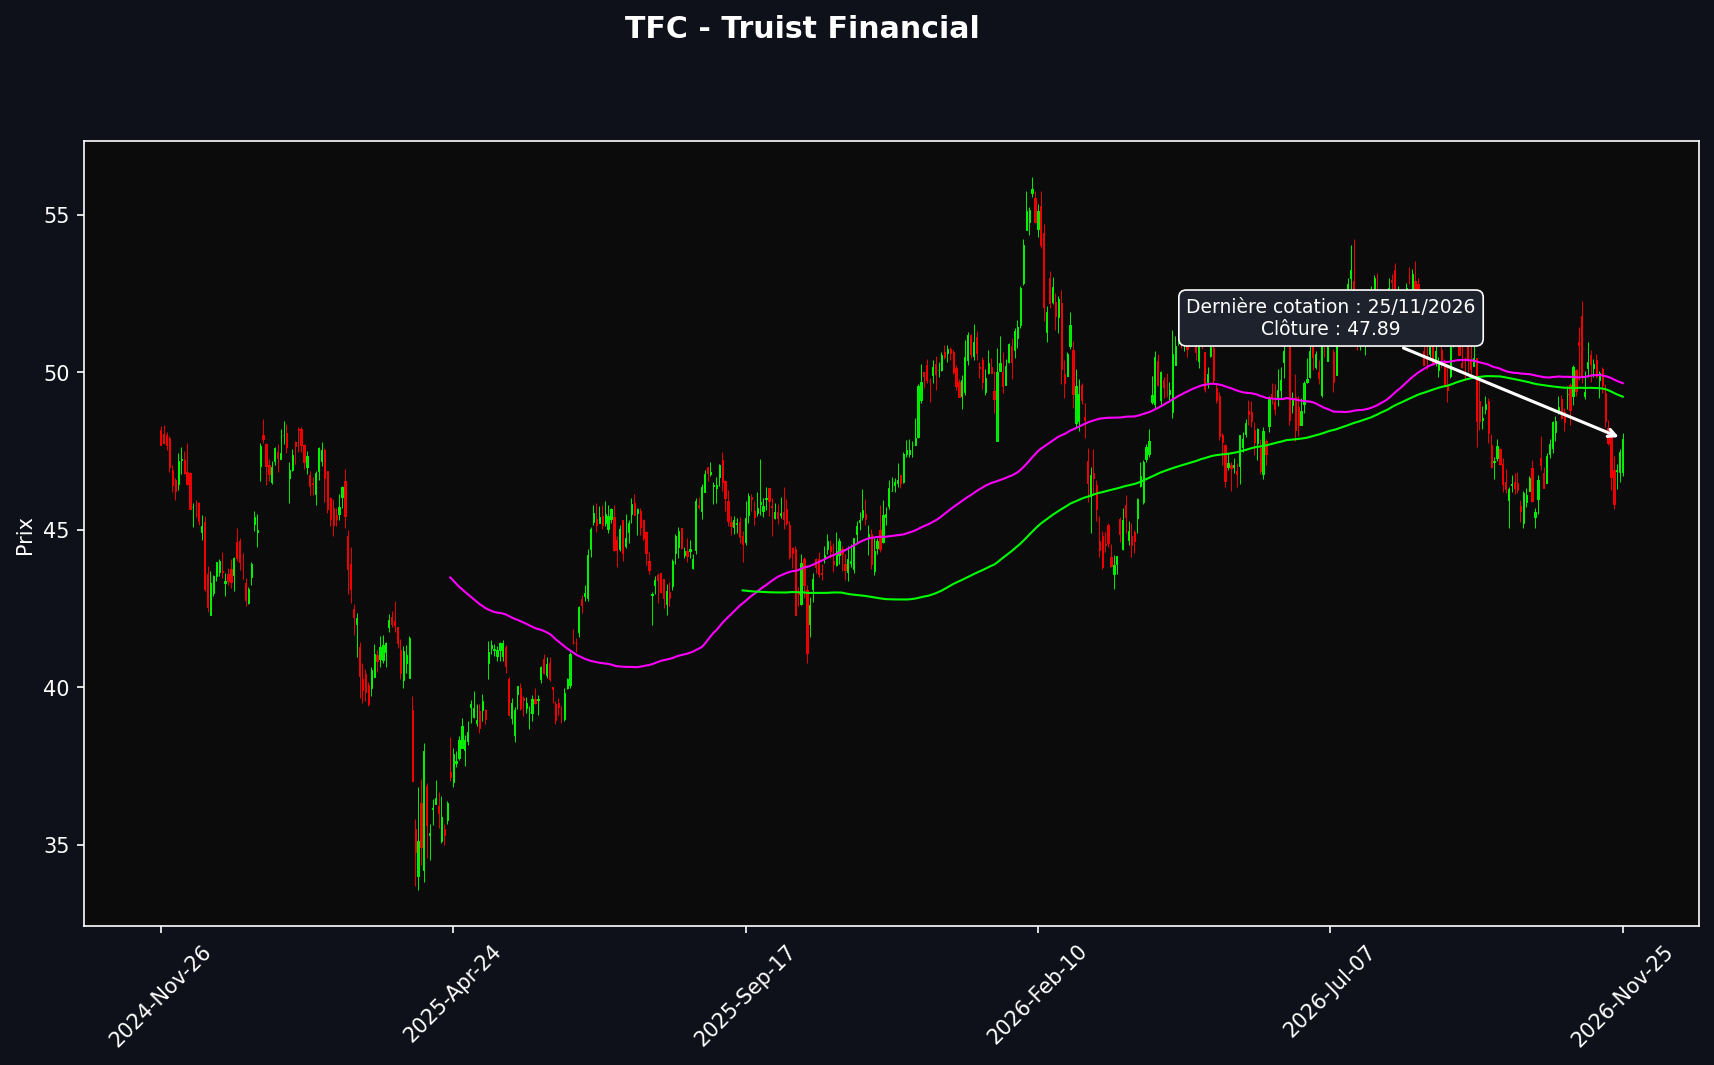 TFC - Truist Financial
Prix
55
50
45
40
35
Dernière cotation : 25/11/2026
Clôture : 47.89
2024-Nov-26
2025-Apr-24
2025-Sep-17
2026-Feb-10
2026-Jul-07
2026-Nov-25